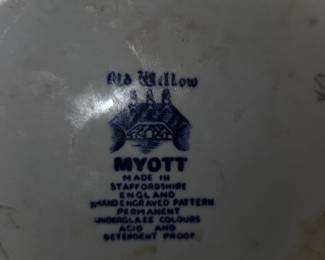 Old Willow
MYOTT
MADE IN
STAFFORDSHIRE
ENGLAND
HAND ENGRAVED PATTERN
PERMANENT
UNDERGLAZE COLOURS
ACID AND
DETERGENT PROOF